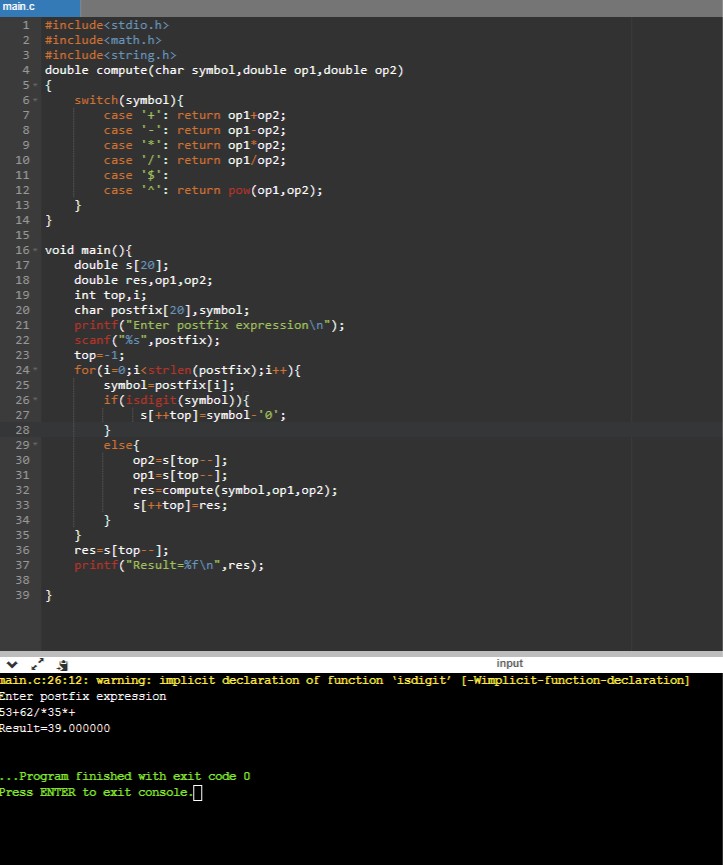 main.c
1 #include<stdio.h>
2 #include<math.h>
3 #include<string.h>
4 double compute(char symbol,double op1,double op2)
5 {
6     switch(symbol){
7         case '+': return op1+op2;
8         case '-': return op1-op2;
9         case '*': return op1*op2;
10         case '/': return op1/op2;
11         case '$':
12         case '^': return pow(op1,op2);
13     }
14 }
15
16 void main(){
17     double s[20];
18     double res,op1,op2;
19     int top,i;
20     char postfix[20],symbol;
21     printf("Enter postfix expression\n");
22     scanf("%s",postfix);
23     top=-1;
24     for(i=0;i<strlen(postfix);i++){
25         symbol=postfix[i];
26         if(isdigit(symbol)){
27             s[++top]=symbol-'0';
28         }
29         else{
30             op2=s[top--];
31             op1=s[top--];
32             res=compute(symbol,op1,op2);
33             s[++top]=res;
34         }
35     }
36     res=s[top--];
37     printf("Result=%f\n",res);
38
39 }
input
main.c:26:12: warning: implicit declaration of function ‘isdigit’ [-Wimplicit-function-declaration]
Enter postfix expression
53+62/*35*+
Result=39.000000
...Program finished with exit code 0
Press ENTER to exit console.